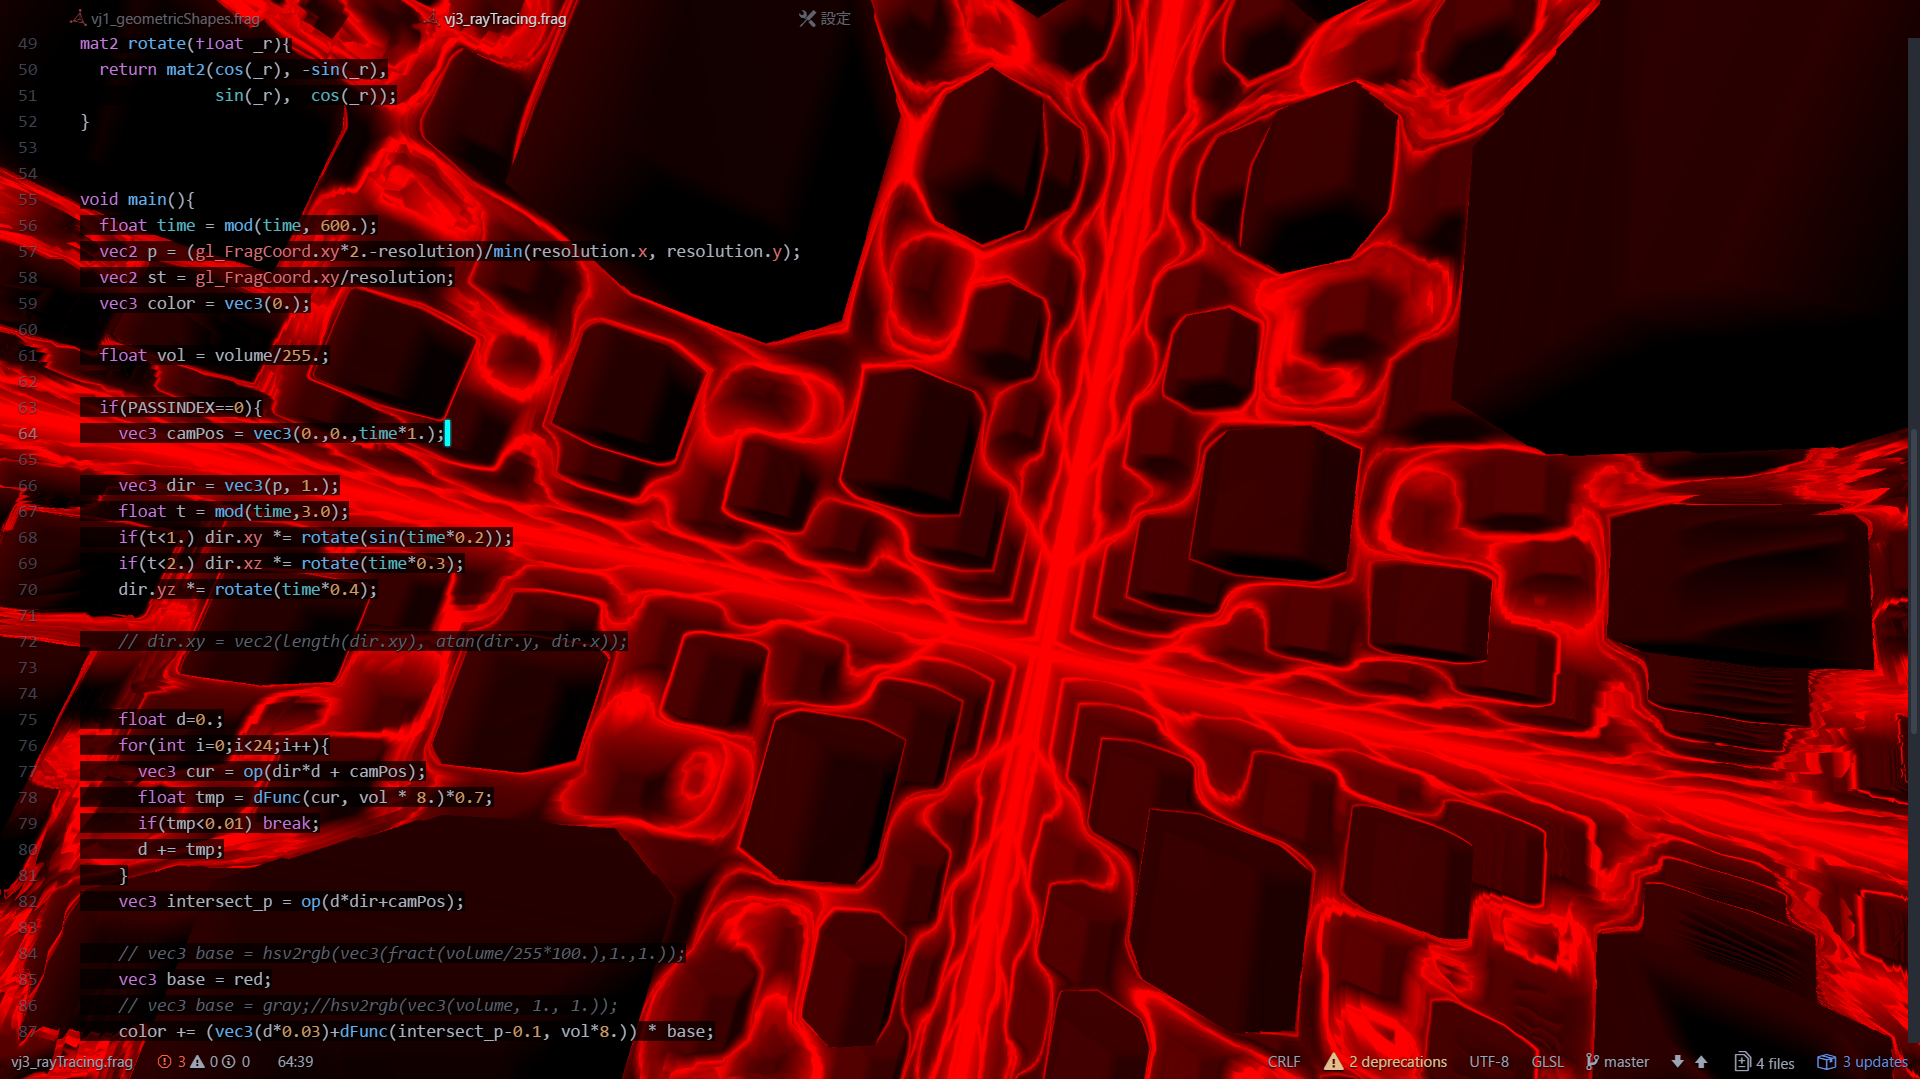 vj1_geometricShapes.frag
vj3_rayTracing.frag
設定
49 mat2 rotate(float _r){
50 return mat2(cos(_r), -sin(_r),
51 sin(_r), cos(_r));
52 }
53
54
55 void main(){
56 float time = mod(time, 600.);
57 vec2 p = (gl_FragCoord.xy*2.-resolution)/min(resolution.x, resolution.y);
58 vec2 st = gl_FragCoord.xy/resolution;
59 vec3 color = vec3(0.);
60
61 float vol = volume/255.;
62
63 if(PASSINDEX==0){
64 vec3 camPos = vec3(0.,0.,time*1.);
65
66 vec3 dir = vec3(p, 1.);
67 float t = mod(time,3.0);
68 if(t<1.) dir.xy *= rotate(sin(time*0.2));
69 if(t<2.) dir.xz *= rotate(time*0.3);
70 dir.yz *= rotate(time*0.4);
71
72 // dir.xy = vec2(length(dir.xy), atan(dir.y, dir.x));
73
74
75 float d=0.;
76 for(int i=0;i<24;i++){
77 vec3 cur = op(dir*d + camPos);
78 float tmp = dFunc(cur, vol * 8.)*0.7;
79 if(tmp<0.01) break;
80 d += tmp;
81 }
82 vec3 intersect_p = op(d*dir+camPos);
83
84 // vec3 base = hsv2rgb(vec3(fract(volume/255*100.),1.,1.));
85 vec3 base = red;
86 // vec3 base = gray;//hsv2rgb(vec3(volume, 1., 1.));
87 color += (vec3(d*0.03)+dFunc(intersect_p-0.1, vol*8.)) * base;
vj3_rayTracing.frag 3 0 0 64:39 CRLF 2 deprecations UTF-8 GLSL master 4 files 3 updates